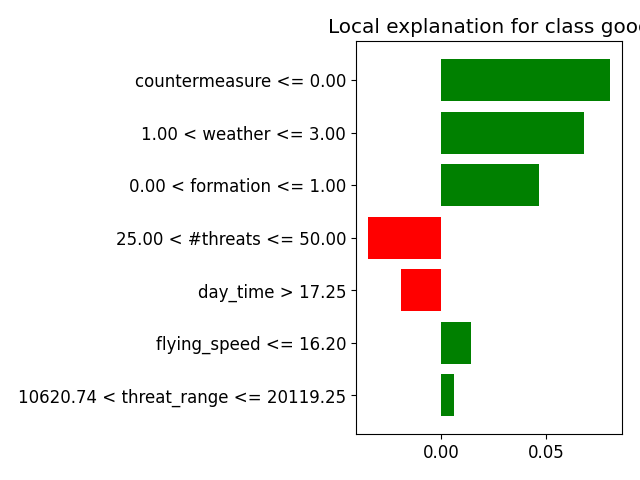 Local explanation for class goo
countermeasure <= 0.00
1.00 < weather <= 3.00
0.00 < formation <= 1.00
25.00 < #threats <= 50.00
day_time > 17.25
flying_speed <= 16.20
10620.74 < threat_range <= 20119.25
0.00 0.05